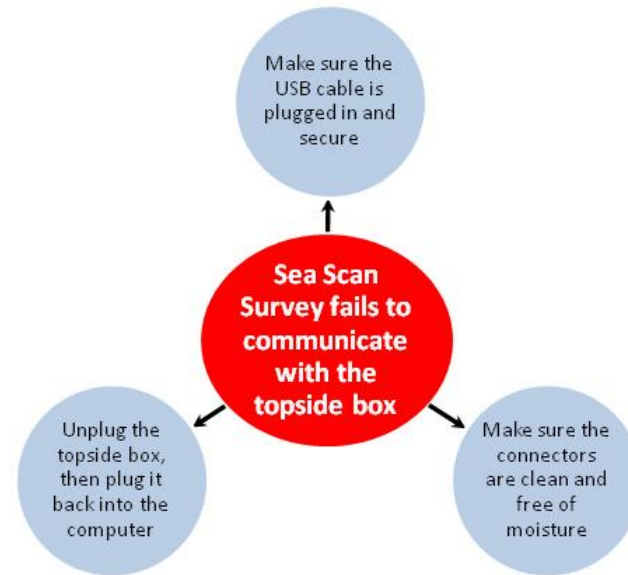 Make sure the
USB cable is
plugged in and
secure
Sea Scan
Survey fails to
communicate
with the
topside box
Unplug the
topside box,
then plug it
back into the
computer
Make sure the
connectors
are clean and
free of
moisture